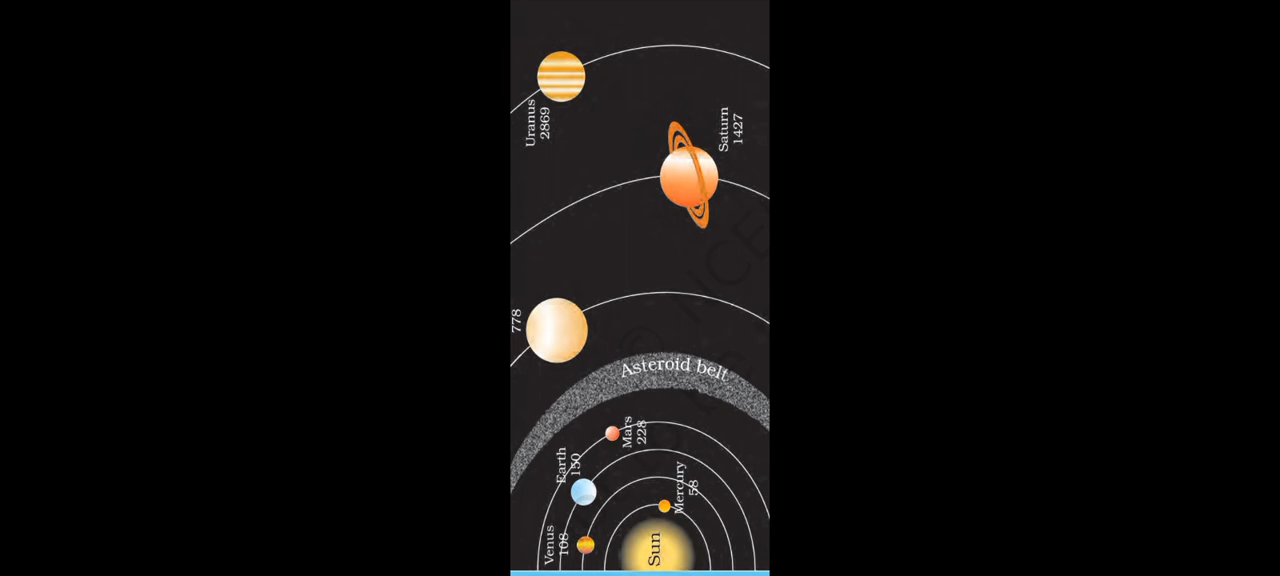 Uranus
2869
Saturn
1427
778
Asteroid belt
Mars
228
Earth
150
Mercury
58
Venus
108
Sun